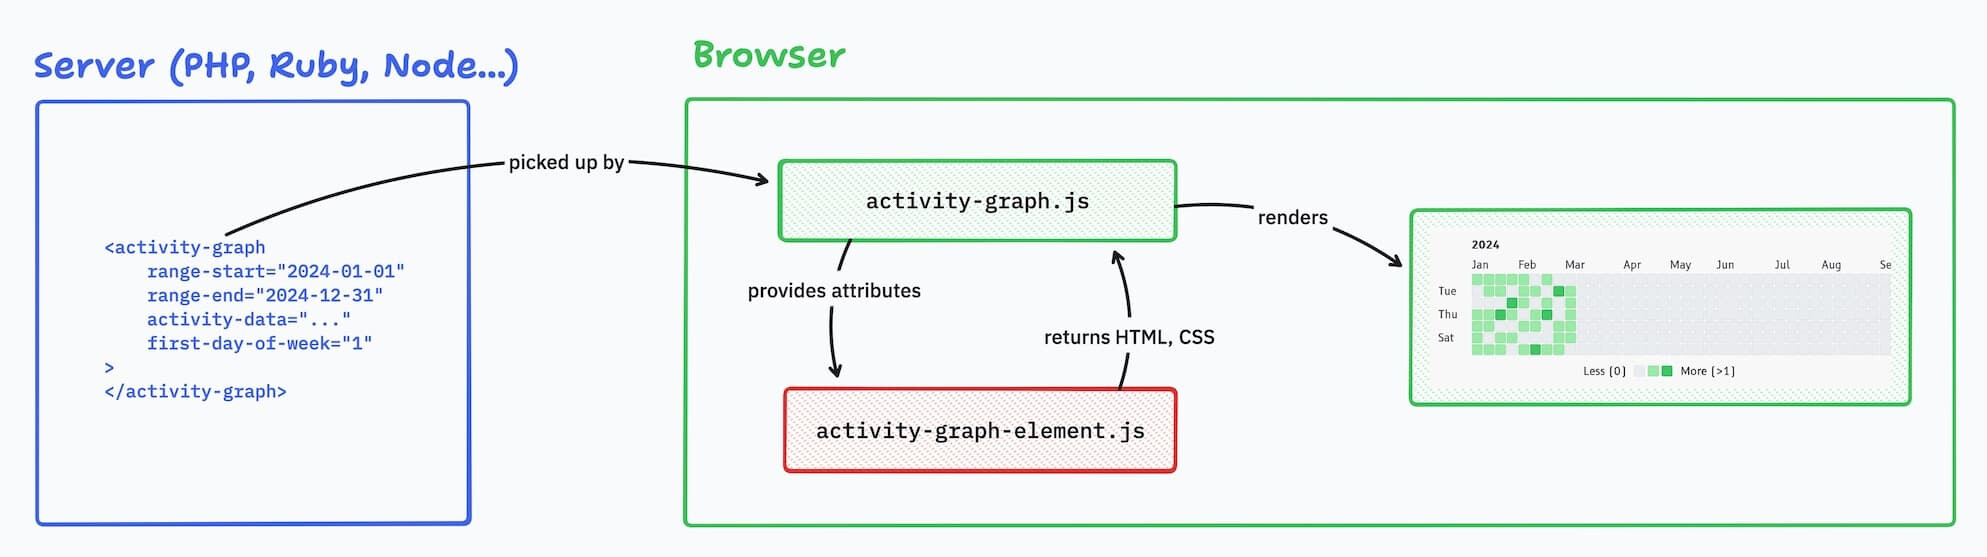 Server (PHP, Ruby, Node...)
Browser
picked up by
<activity-graph
range-start="2024-01-01"
range-end="2024-12-31"
activity-data="..."
first-day-of-week="1"
>
</activity-graph>
activity-graph.js
provides attributes
returns HTML, CSS
activity-graph-element.js
renders
2024
Jan Feb Mar Apr May Jun Jul Aug Se
Tue
Thu
Sat
Less (0) More (>1)